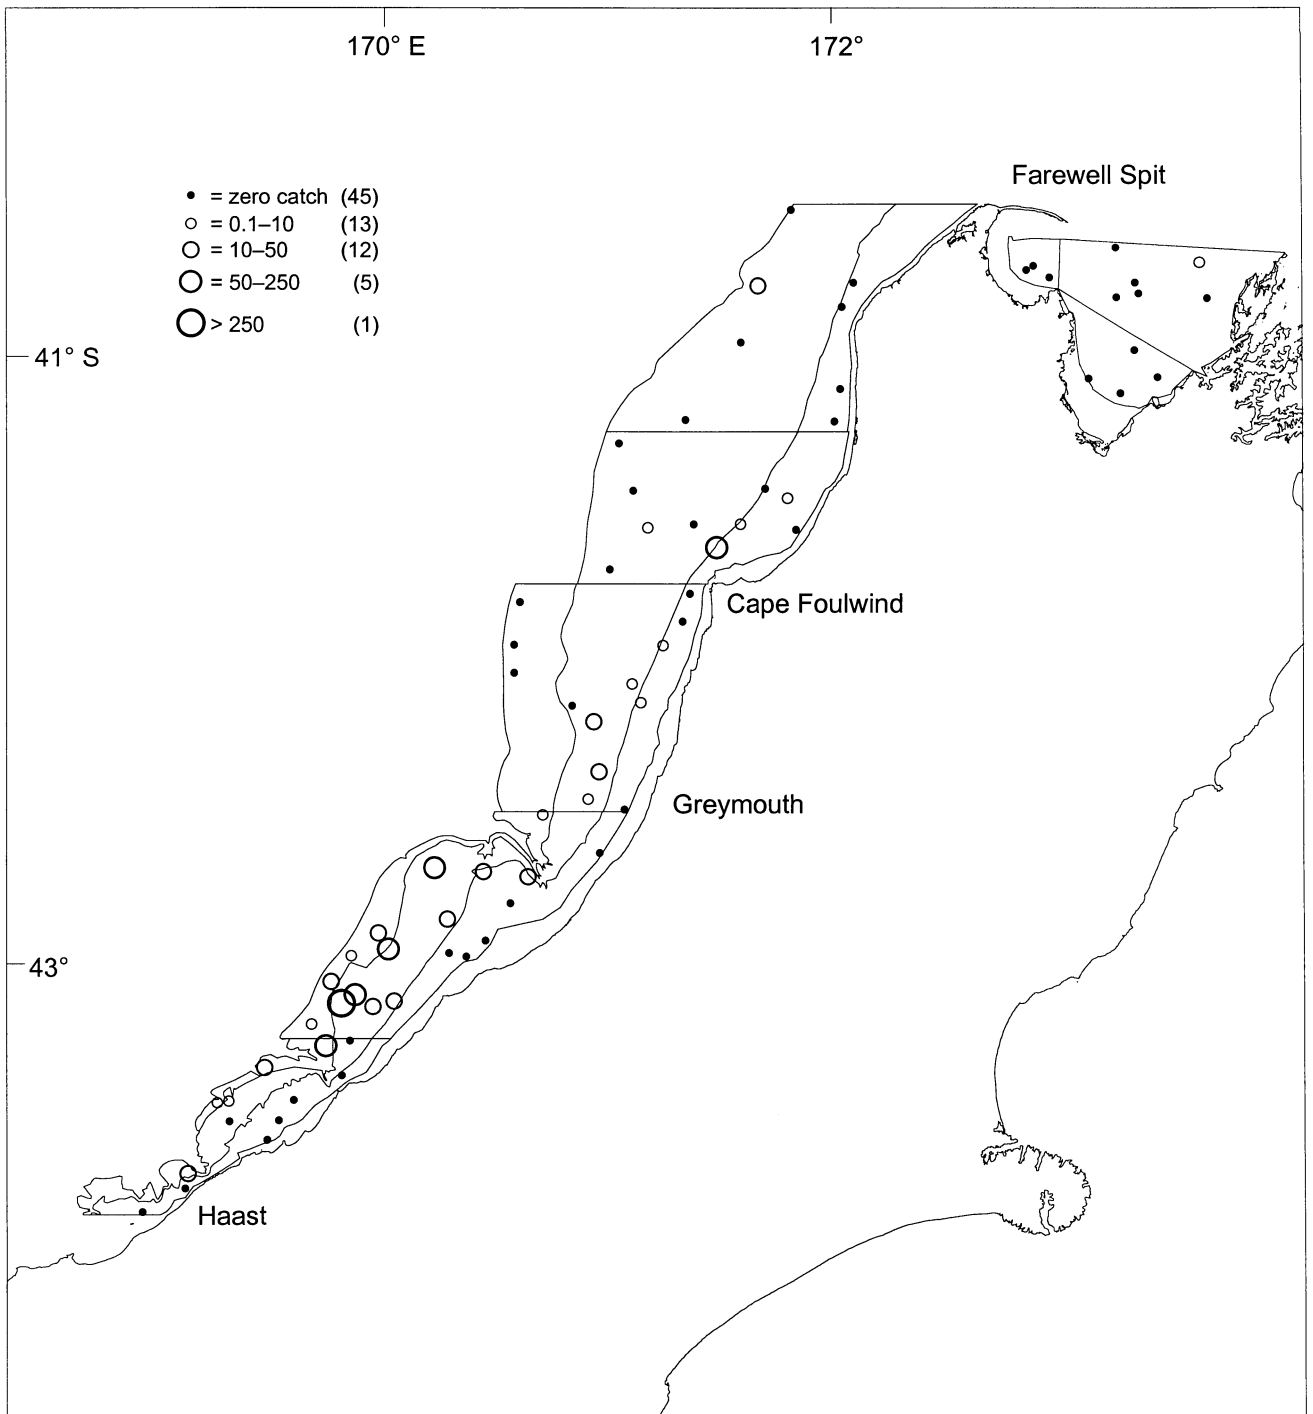 170° E
172°
Farewell Spit
= zero catch (45)
= 0.1–10 (13)
= 10–50 (12)
= 50–250 (5)
> 250 (1)
41° S
Cape Foulwind
Greymouth
43°
Haast